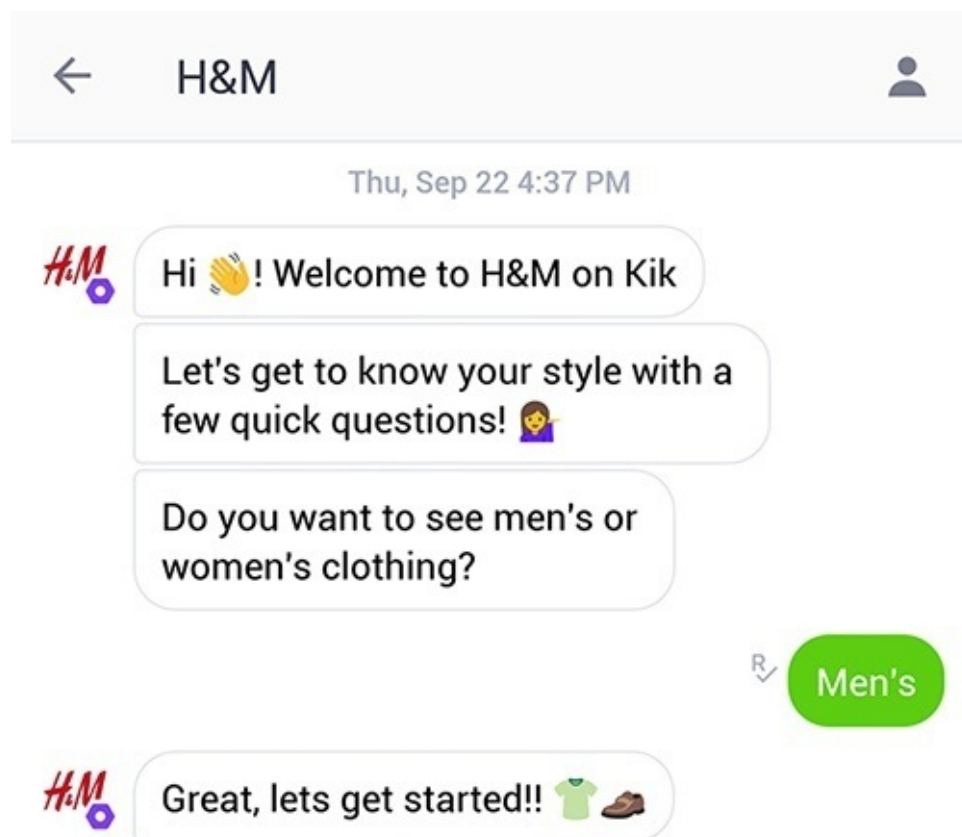 H&M
Thu, Sep 22 4:37 PM
H&M
Hi 👋! Welcome to H&M on Kik
Let's get to know your style with a
few quick questions! 💁‍♀️
Do you want to see men's or
women's clothing?
R
Men's
H&M
Great, lets get started!! 👕👞